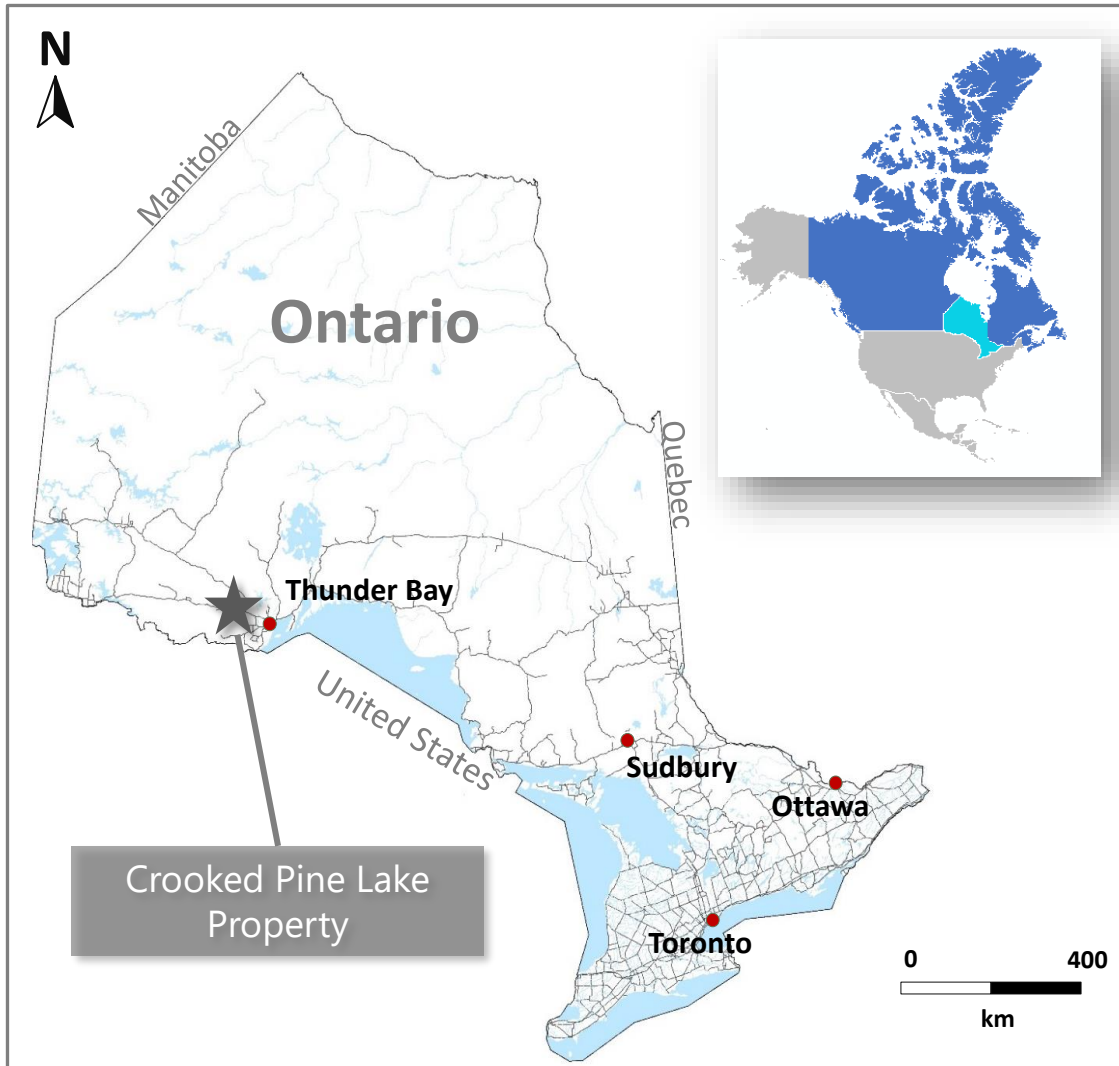 N
Manitoba
Ontario
Quebec
Thunder Bay
United States
Sudbury
Ottawa
Crooked Pine Lake
Property
Toronto
0 400
km